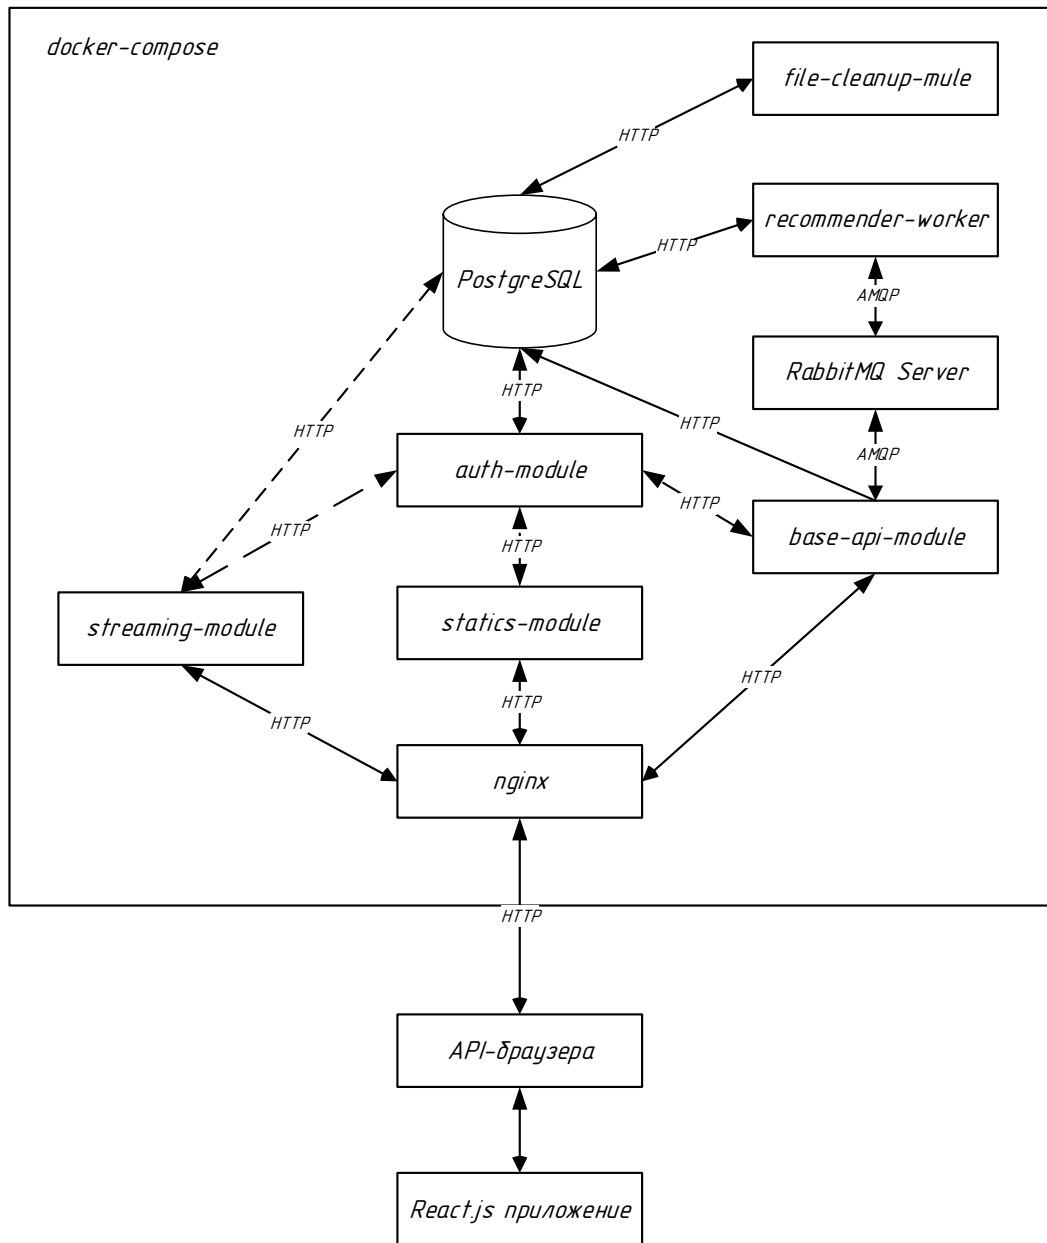 docker-compose
file-cleanup-mule
HTTP
recommender-worker
HTTP
PostgreSQL
AMQP
RabbitMQ Server
HTTP
HTTP
HTTP
AMQP
auth-module
HTTP
HTTP
HTTP
base-api-module
streaming-module
statics-module
HTTP
HTTP
HTTP
nginx
HTTP
API-браузера
React.js приложение